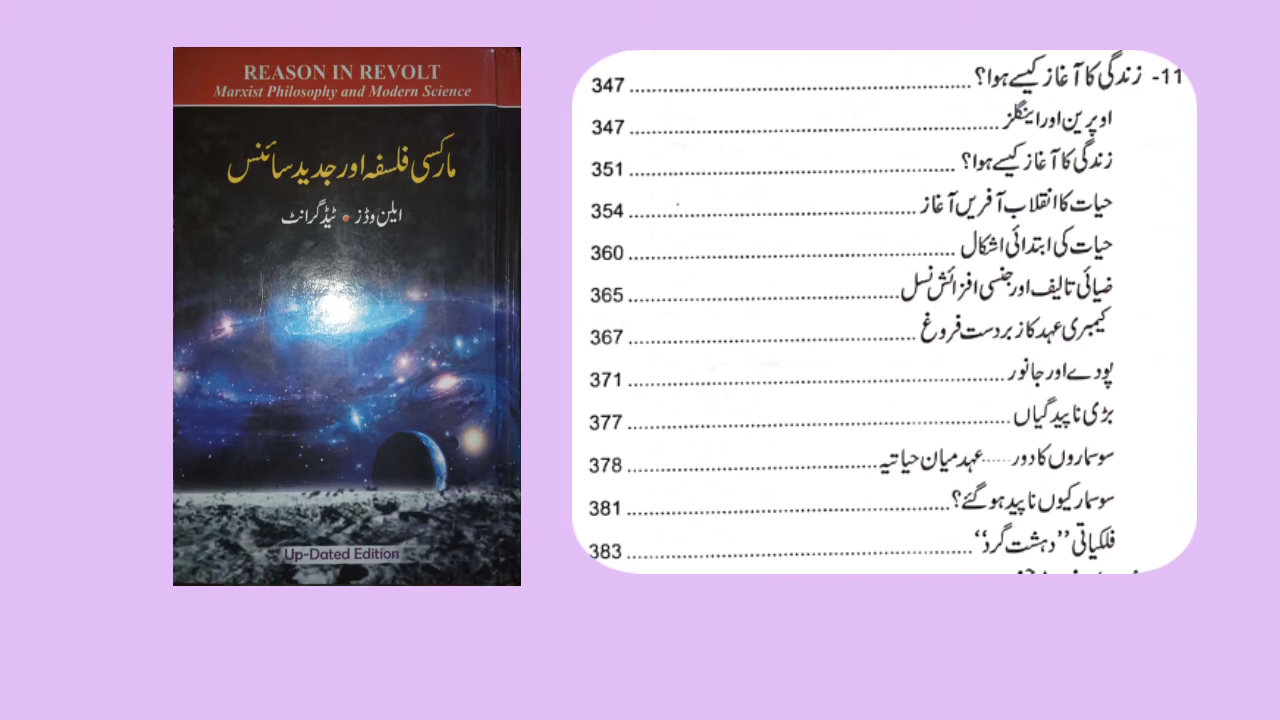 REASON IN REVOLT
Marxist Philosophy and Modern Science
مارکسی فلسفہ اور جدید سائنس
ایلن وڈز • ٹیڈ گرانٹ
Up-Dated Edition
11- زندگی کا آغاز کیسے ہوا؟ 347
اوپرین اور اینگلز 347
زندگی کا آغاز کیسے ہوا؟ 351
حیات کا انقلاب آفریں آغاز 354
حیات کی ابتدائی اشکال 360
ضیائی تالیف اور جنسی افزائش نسل 365
کیمبری عہد کا زبردست فروغ 367
پودے اور جانور 371
بڑی ناپیدگیاں 377
سوسماروں کا دور ..... عہد میان حیاتیہ 378
سوسمار کیوں ناپید ہو گئے؟ 381
فلکیاتی ’’دہشت گرد‘‘ 383